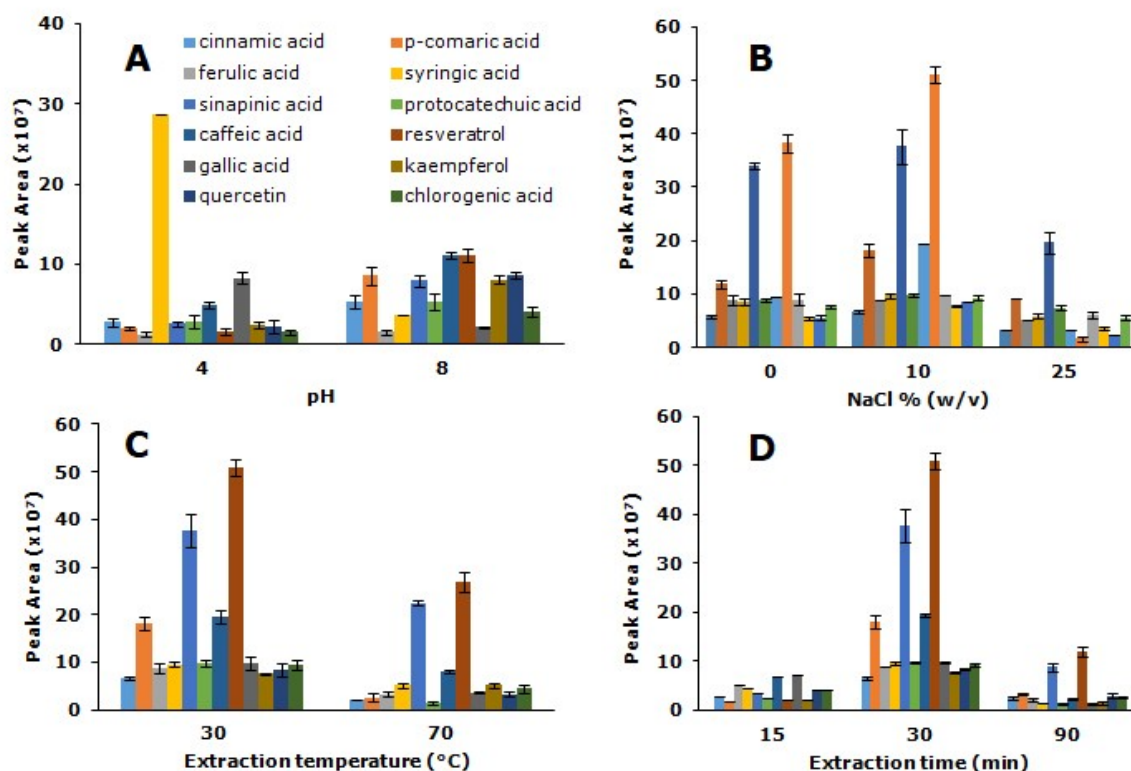 A
40
30
20
10
0
Peak Area (x10⁷)
cinnamic acid
p-comaric acid
ferulic acid
syringic acid
sinapinic acid
protocatechuic acid
caffeic acid
resveratrol
gallic acid
kaempferol
quercetin
chlorogenic acid
4
8
pH
B
60
50
40
30
20
10
0
Peak Area (x10⁷)
0
10
25
NaCl % (w/v)
C
60
50
40
30
20
10
0
Peak Area (x10⁷)
30
70
Extraction temperature (°C)
D
60
50
40
30
20
10
0
Peak Area (x10⁷)
15
30
90
Extraction time (min)